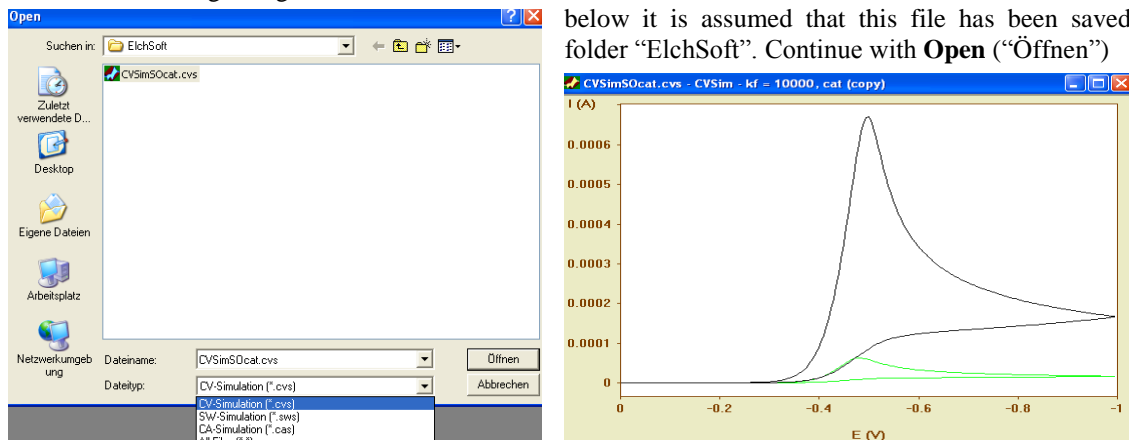 Open
Suchen in:
ElchSoft
CVSimSOcat.cvs
Zuletzt
verwendete D...
Desktop
Eigene Dateien
Arbeitsplatz
Netzwerkumgeb
ung
Dateiname:
CVSimSOcat.cvs
Öffnen
Dateityp:
CV-Simulation (*.cvs)
Abbrechen
CV-Simulation (*.cvs)
SW-Simulation (*.sws)
CA-Simulation (*.cas)
below it is assumed that this file has been saved
folder “ElchSoft”. Continue with Open (“Öffnen”)
CVSimSOcat.cvs - CVSim - kf = 10000, cat (copy)
I (A)
0.0006
0.0005
0.0004
0.0003
0.0002
0.0001
0
0 -0.2 -0.4 -0.6 -0.8 -1
E (V)